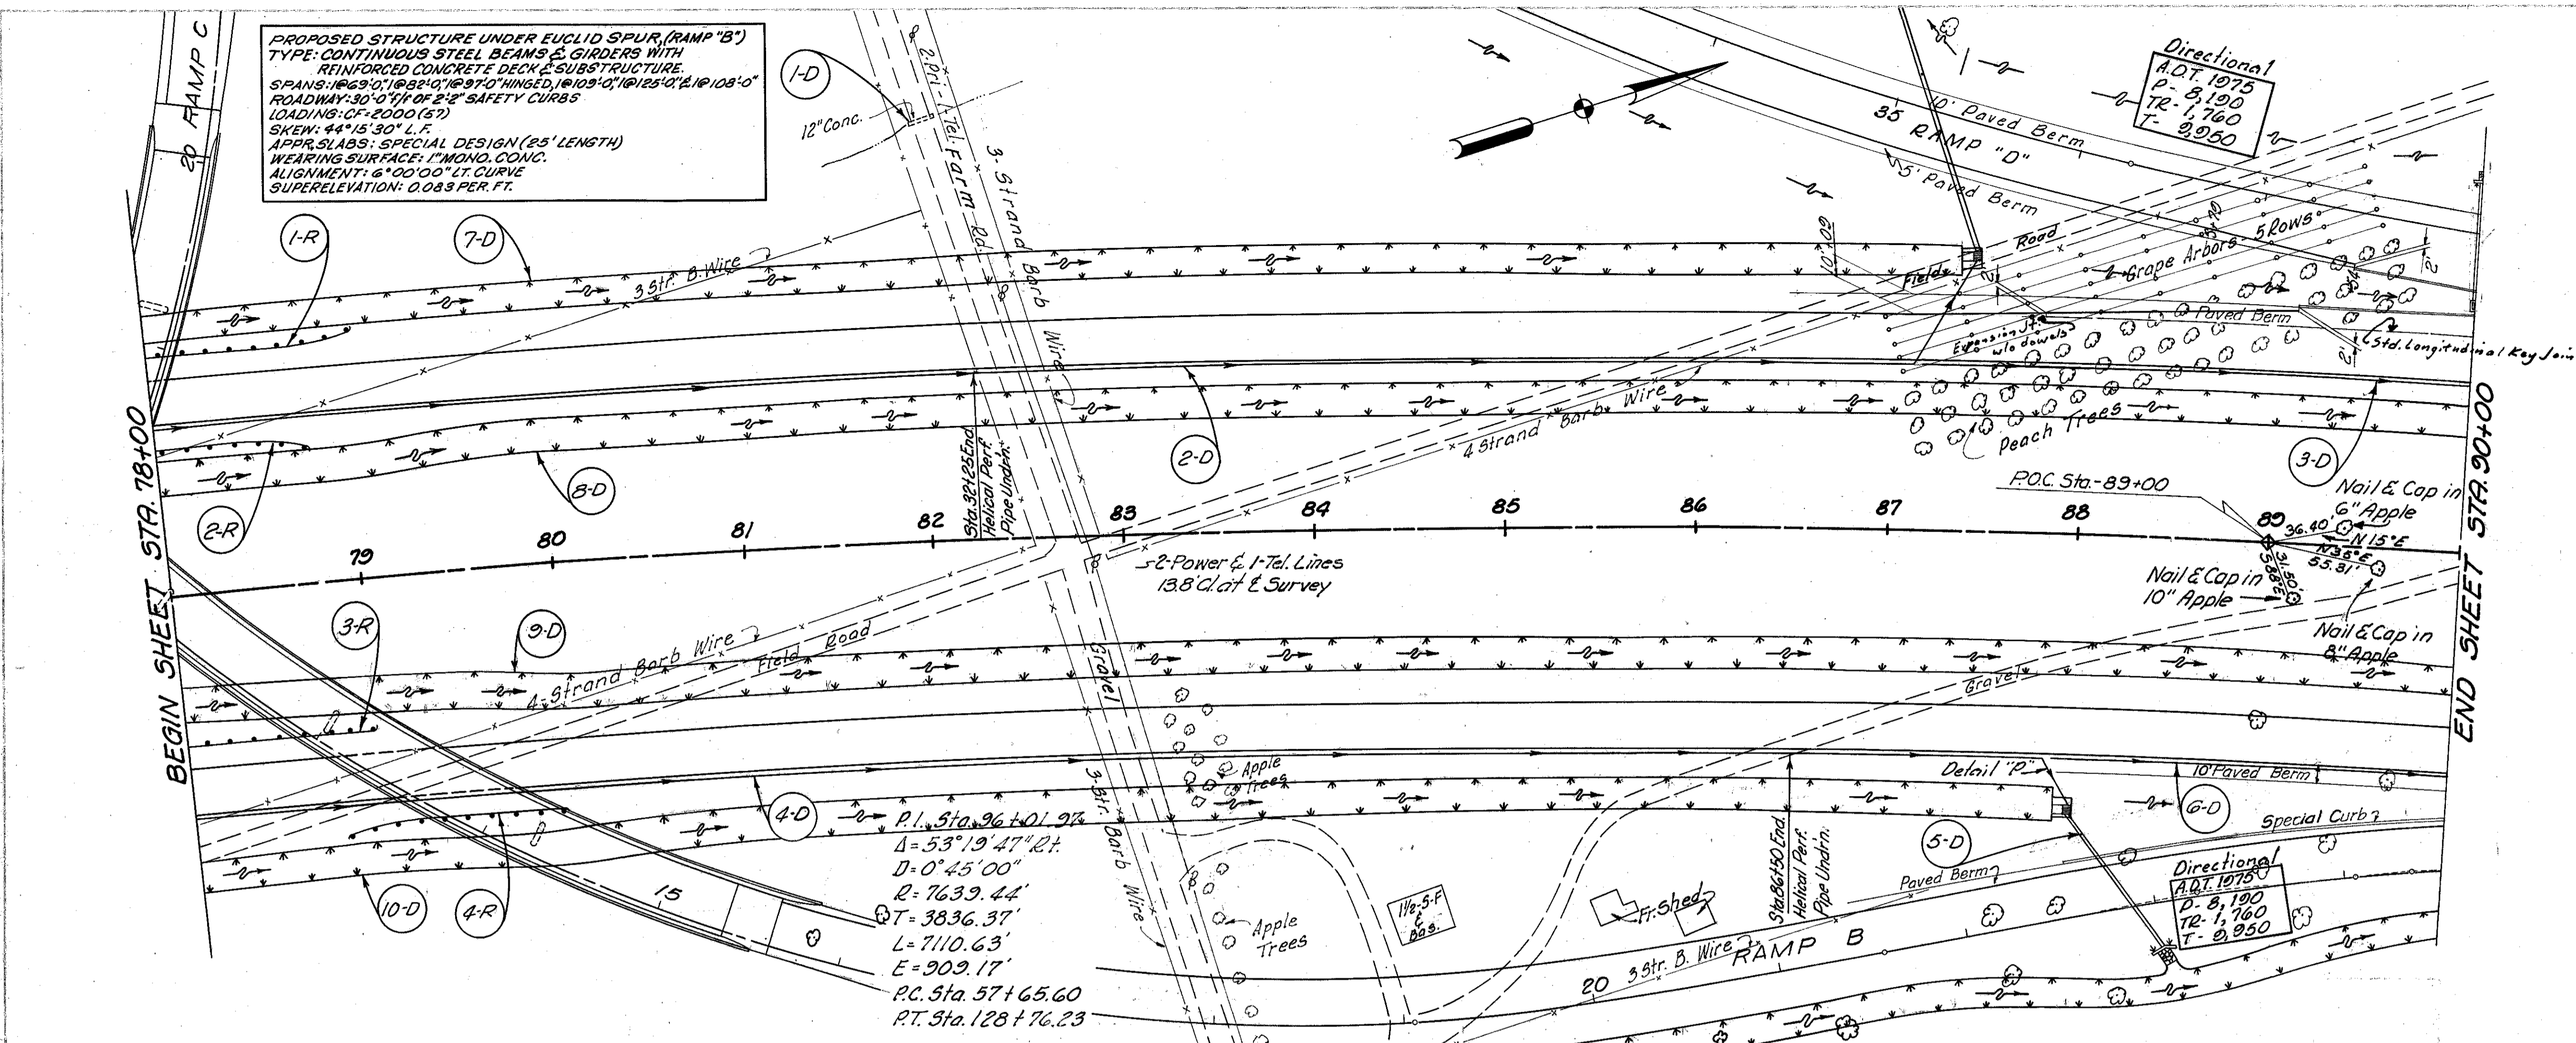 PROPOSED STRUCTURE UNDER EUCLID SPUR, (RAMP "B")
TYPE: CONTINUOUS STEEL BEAMS & GIRDERS WITH
REINFORCED CONCRETE DECK & SUBSTRUCTURE.
SPANS: 1@69'-0", 1@82'-0", 1@97'-0" HINGED, 1@109'-0", 1@125'-0", & 1@108'-0"
ROADWAY: 30'-0" f/f OF 2'-2" SAFETY CURBS
LOADING: CF=2000 (57)
SKEW: 44°15'30" L.F.
APPR. SLABS: SPECIAL DESIGN (25' LENGTH)
WEARING SURFACE: 1" MONO. CONC.
ALIGNMENT: 6°00'00" LT. CURVE
SUPERELEVATION: 0.083 PER. FT.
20 RAMP C
1-D
12" Conc.
2-Pri-1 Tel.
Farm Rd.
3-Strand Barb Wire
Directional
A.D.T. 1975
P- 8,190
TR- 1,760
T- 9,950
35 RAMP "D"
10' Paved Berm
5' Paved Berm
1-R
7-D
3 Str. B. Wire
Field Road
Grape Arbors - 5 Rows
Paved Berm
Expansion Jt.
w/o dowels
Std. Longitudinal Key Join
12'
12'
12'
Peach Trees
4 Strand Barb Wire
2-D
3-D
8-D
2-R
BEGIN SHEET STA. 78+00
END SHEET STA. 90+00
Sta. 82+25 End
Helical Perf.
Pipe Undrn.
79 80 81 82 83 84 85 86 87 88 89
P.O.C. Sta.-89+00
Nail & Cap in
6" Apple
36.40'
N 15°E
N 35°E
55.81'
31.50'
S 88°E
Nail & Cap in
10" Apple
Nail & Cap in
8" Apple
2-Power & 1-Tel. Lines
13.8' Cl. at ₵ Survey
3-R
9-D
4-Strand Barb Wire
Field Road
Gravel
Gravel
Apple
Trees
3-Str. Barb Wire
4-D
10-D
4-R
15
P.I. Sta. 96+01.97
Δ=53°19'47" Rt.
D=0°45'00"
R=7639.44'
T=3836.37'
L=7110.63'
E=909.17'
P.C. Sta. 57+65.60
P.T. Sta. 128+76.23
Apple
Trees
1½-S-F
&
Bas.
Fr. Shed
Sta. 86+50 End
Helical Perf.
Pipe Undrn.
Detail "P"
10' Paved Berm
5-D
6-D
Special Curb
Paved Berm
3 Str. B. Wire
20 RAMP B
Directional
A.D.T. 1975
P- 8,190
TR- 1,760
T- 9,950